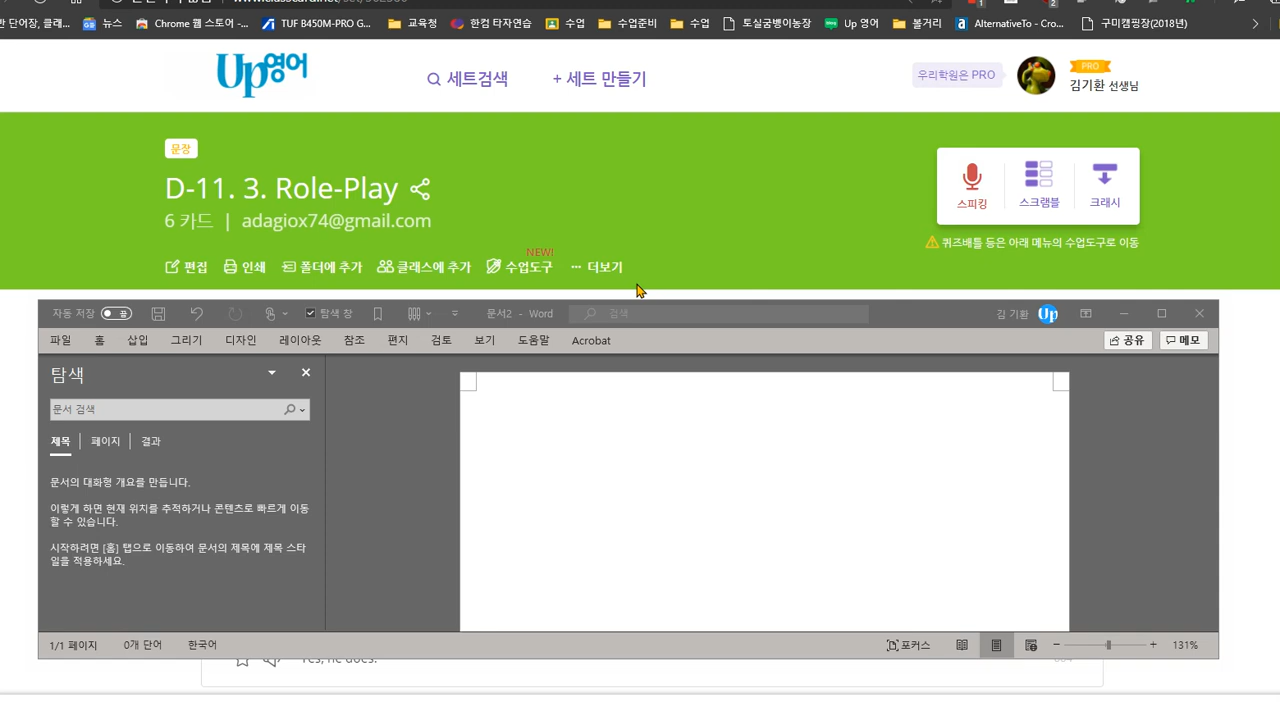 단어장, 클래...
뉴스
Chrome 웹 스토어 -...
TUF B450M-PRO G...
교육청
한컴 타자연습
수업
수업준비
수업
토실굼뱅이농장
Up 영어
볼거리
AlternativeTo - Cro...
구미캠핑장(2018년)
Up영어
세트검색
+ 세트 만들기
우리학원은 PRO
PRO
김기환 선생님
문장
D-11. 3. Role-Play
6 카드 | adagiox74@gmail.com
NEW!
편집
인쇄
폴더에 추가
클래스에 추가
수업도구
··· 더보기
스피킹
스크램블
크래시
퀴즈배틀 등은 아래 메뉴의 수업도구로 이동
자동 저장
끔
탐색 창
문서2 - Word
검색
김 기환
Up
파일
홈
삽입
그리기
디자인
레이아웃
참조
편지
검토
보기
도움말
Acrobat
공유
메모
탐색
문서 검색
제목
페이지
결과
문서의 대화형 개요를 만듭니다.
이렇게 하면 현재 위치를 추적하거나 콘텐츠로 빠르게 이동
할 수 있습니다.
시작하려면 [홈] 탭으로 이동하여 문서의 제목에 제목 스타
일을 적용하세요.
1/1 페이지
0개 단어
한국어
포커스
131%
Yes, he does.